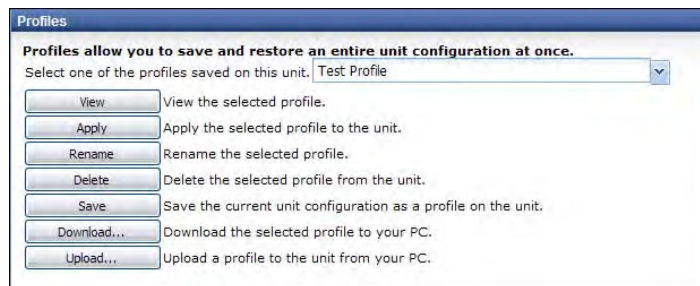 Profiles
Profiles allow you to save and restore an entire unit configuration at once.
Select one of the profiles saved on this unit. Test Profile
View View the selected profile.
Apply Apply the selected profile to the unit.
Rename Rename the selected profile.
Delete Delete the selected profile from the unit.
Save Save the current unit configuration as a profile on the unit.
Download... Download the selected profile to your PC.
Upload... Upload a profile to the unit from your PC.